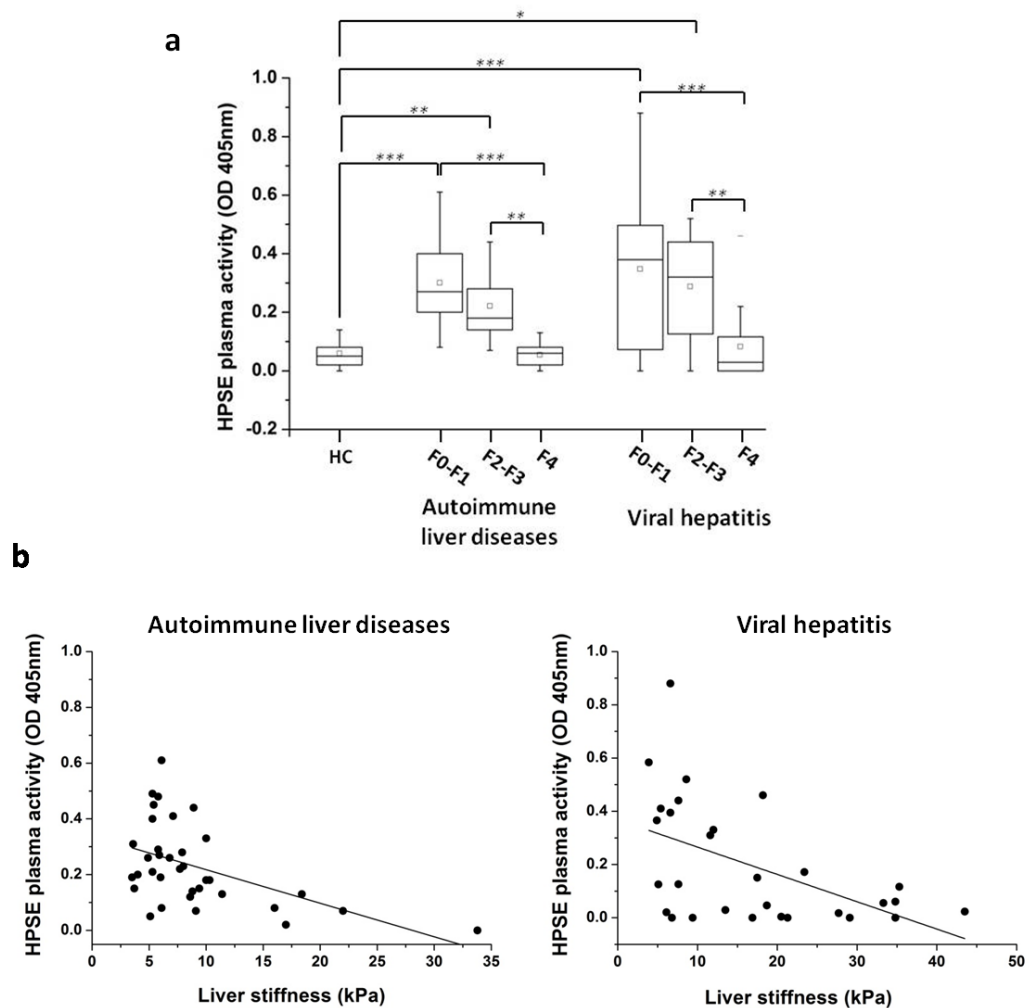 a
*
***
***
**
***
***
**
**
HPSE plasma activity (OD 405nm)
1.0
0.8
0.6
0.4
0.2
0.0
-0.2
HC
F0-F1
F2-F3
F4
F0-F1
F2-F3
F4
Autoimmune
liver diseases
Viral hepatitis
b
Autoimmune liver diseases
HPSE plasma activity (OD 405nm)
1.0
0.8
0.6
0.4
0.2
0.0
0
5
10
15
20
25
30
35
Liver stiffness (kPa)
Viral hepatitis
HPSE plasma activity (OD 405nm)
1.0
0.8
0.6
0.4
0.2
0.0
0
10
20
30
40
50
Liver stiffness (kPa)